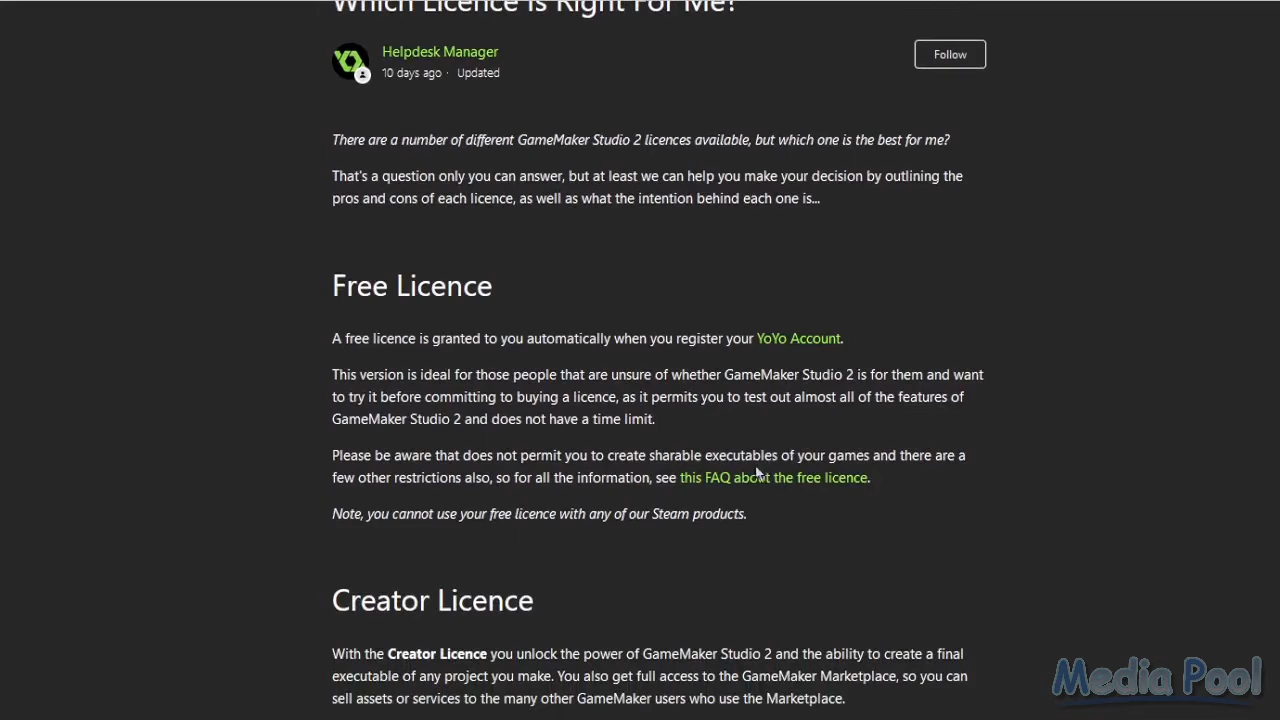 Which Licence Is Right For Me?
Helpdesk Manager
10 days ago · Updated
Follow
There are a number of different GameMaker Studio 2 licences available, but which one is the best for me?
That's a question only you can answer, but at least we can help you make your decision by outlining the
pros and cons of each licence, as well as what the intention behind each one is...
Free Licence
A free licence is granted to you automatically when you register your YoYo Account.
This version is ideal for those people that are unsure of whether GameMaker Studio 2 is for them and want
to try it before committing to buying a licence, as it permits you to test out almost all of the features of
GameMaker Studio 2 and does not have a time limit.
Please be aware that does not permit you to create sharable executables of your games and there are a
few other restrictions also, so for all the information, see this FAQ about the free licence.
Note, you cannot use your free licence with any of our Steam products.
Creator Licence
With the Creator Licence you unlock the power of GameMaker Studio 2 and the ability to create a final
executable of any project you make. You also get full access to the GameMaker Marketplace, so you can
sell assets or services to the many other GameMaker users who use the Marketplace.
Media Pool